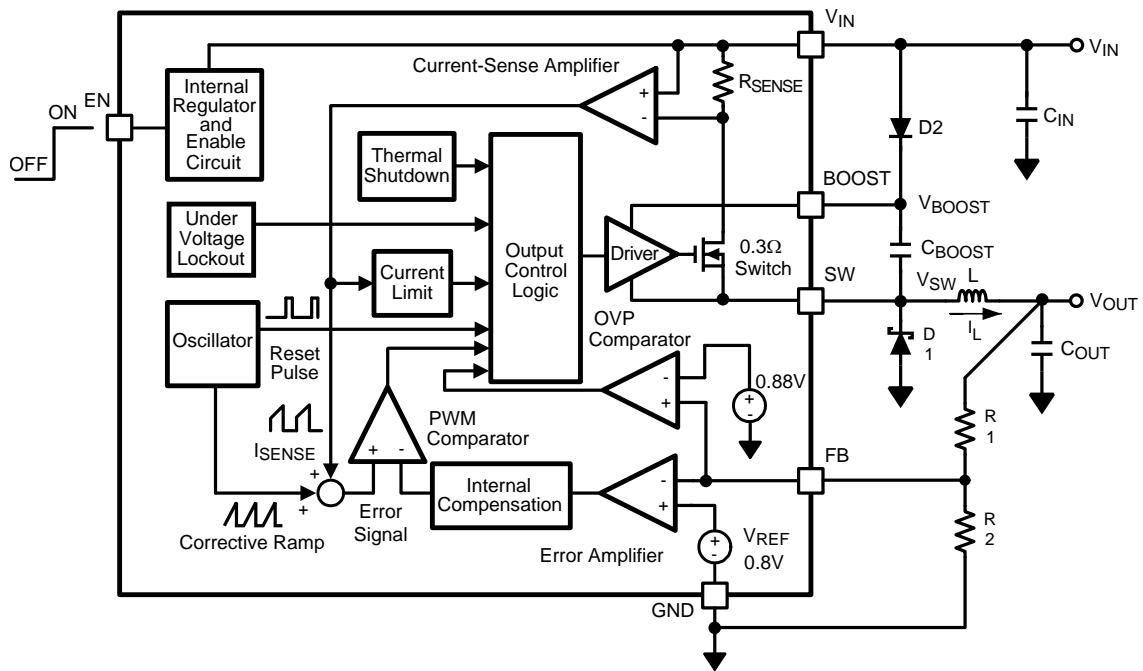 VIN
VIN
Current-Sense Amplifier
RSENSE
+
-
EN
ON
OFF
Internal
Regulator
and
Enable
Circuit
CIN
D2
Thermal
Shutdown
BOOST
VBOOST
Under
Voltage
Lockout
Output
Control
Logic
Driver
0.3Ω
Switch
CBOOST
Current
Limit
SW
VSW
L
IL
VOUT
Oscillator
Reset
Pulse
OVP
Comparator
D
1
COUT
-
+
+
-
0.88V
ISENSE
PWM
Comparator
+
-
R
1
FB
+
+
Internal
Compensation
-
+
Error
Signal
Corrective Ramp
Error Amplifier
+
-
VREF
0.8V
R
2
GND